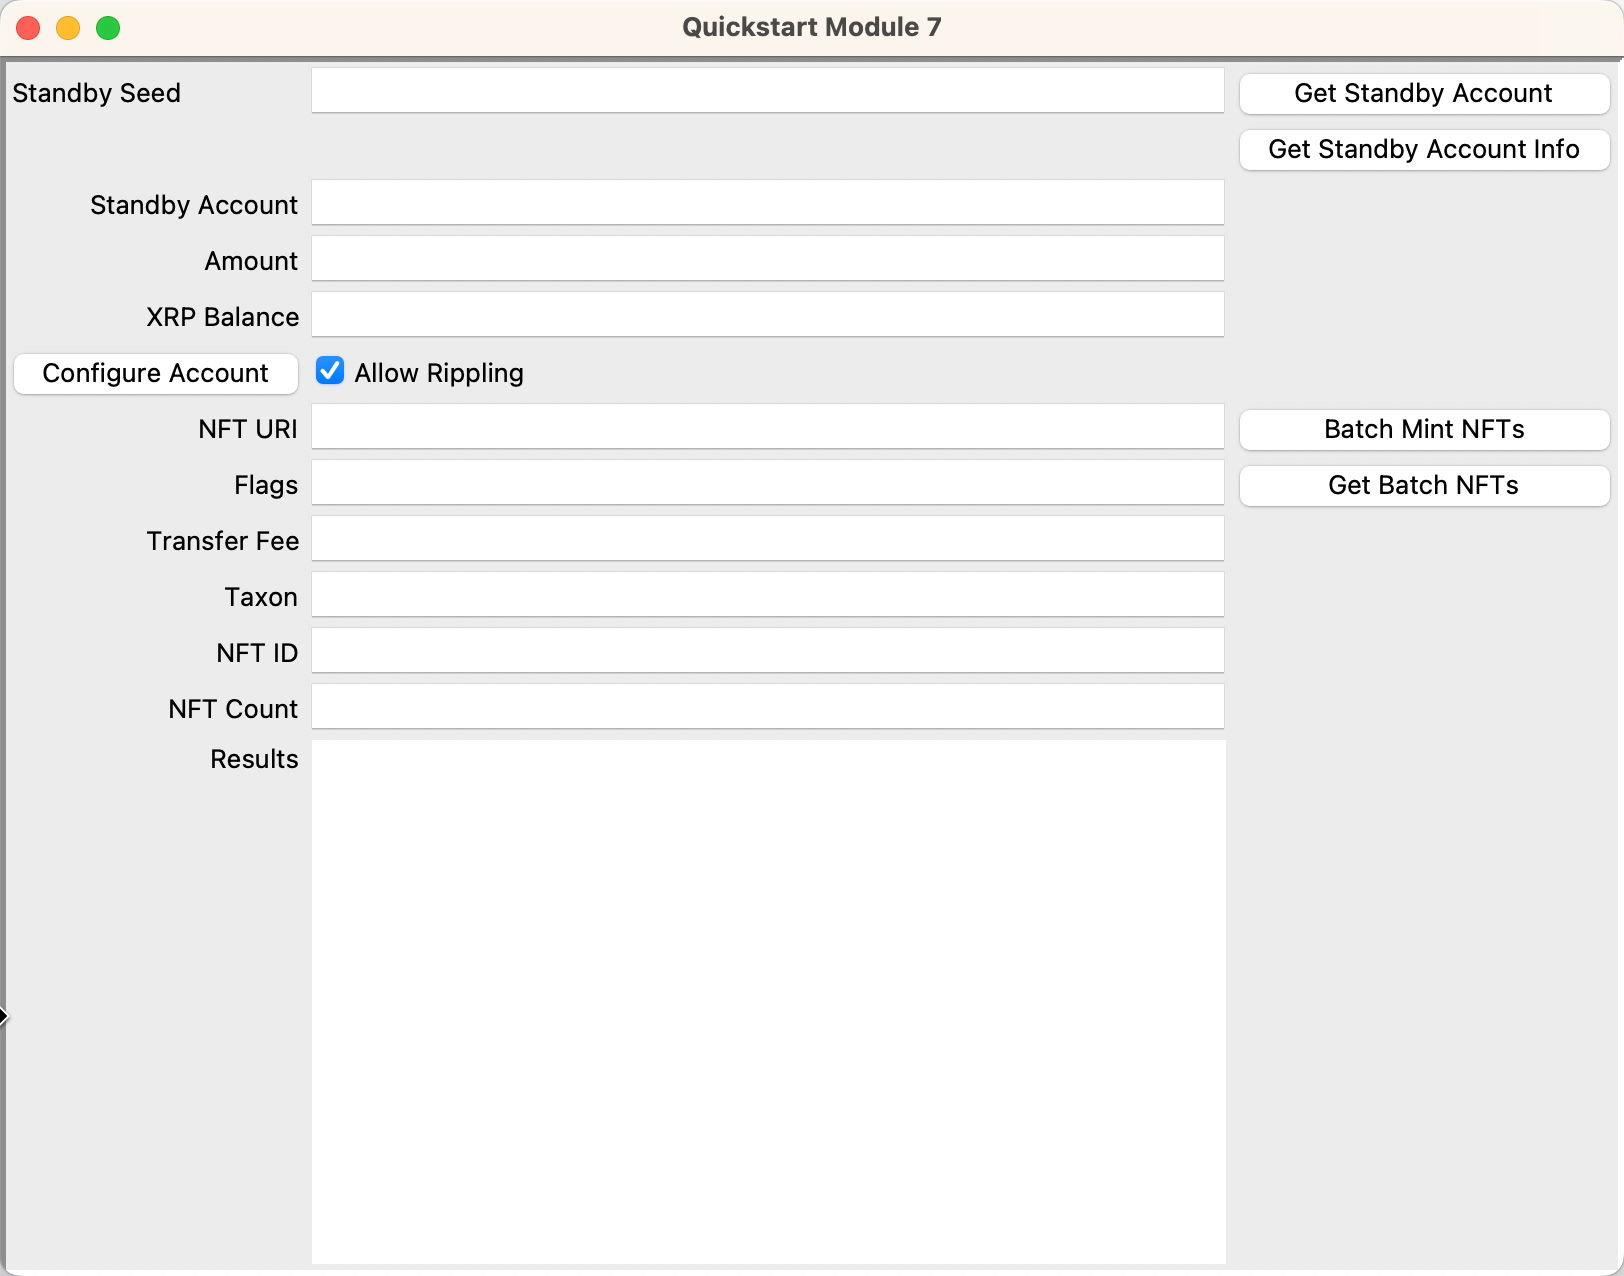 Quickstart Module 7
Standby Seed
Get Standby Account
Get Standby Account Info
Standby Account
Amount
XRP Balance
Configure Account
Allow Rippling
NFT URI
Batch Mint NFTs
Flags
Get Batch NFTs
Transfer Fee
Taxon
NFT ID
NFT Count
Results